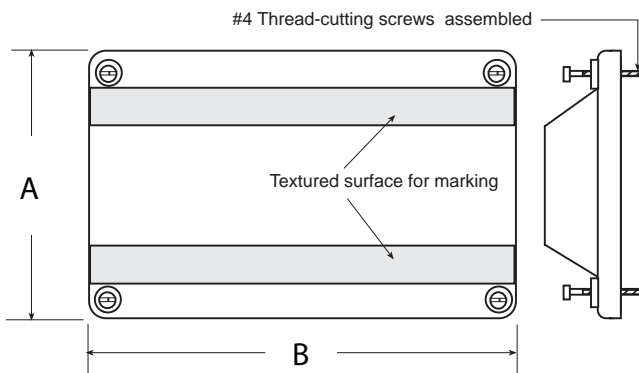 #4 Thread-cutting screws assembled
A
Textured surface for marking
B